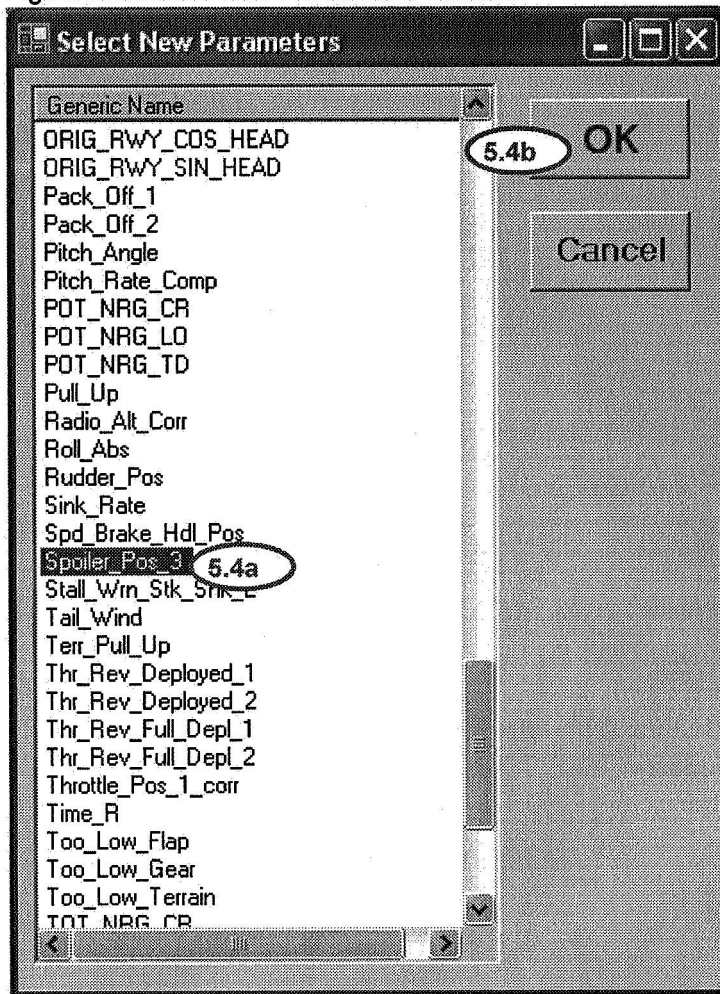 Select New Parameters
Generic Name
ORIG_RWY_COS_HEAD
ORIG_RWY_SIN_HEAD
Pack_Off_1
Pack_Off_2
Pitch_Angle
Pitch_Rate_Comp
POT_NRG_CR
POT_NRG_LO
POT_NRG_TD
Pull_Up
Radio_Alt_Corr
Roll_Abs
Rudder_Pos
Sink_Rate
Spd_Brake_Hdl_Pos
Spoiler_Pos_3 5.4a
Stall_Wrn_Stk_Shk_L
Tail_Wind
Terr_Pull_Up
Thr_Rev_Deployed_1
Thr_Rev_Deployed_2
Thr_Rev_Full_Depl_1
Thr_Rev_Full_Depl_2
Throttle_Pos_1_corr
Time_R
Too_Low_Flap
Too_Low_Gear
Too_Low_Terrain
TOT_NRG_CR
5.4b OK
Cancel